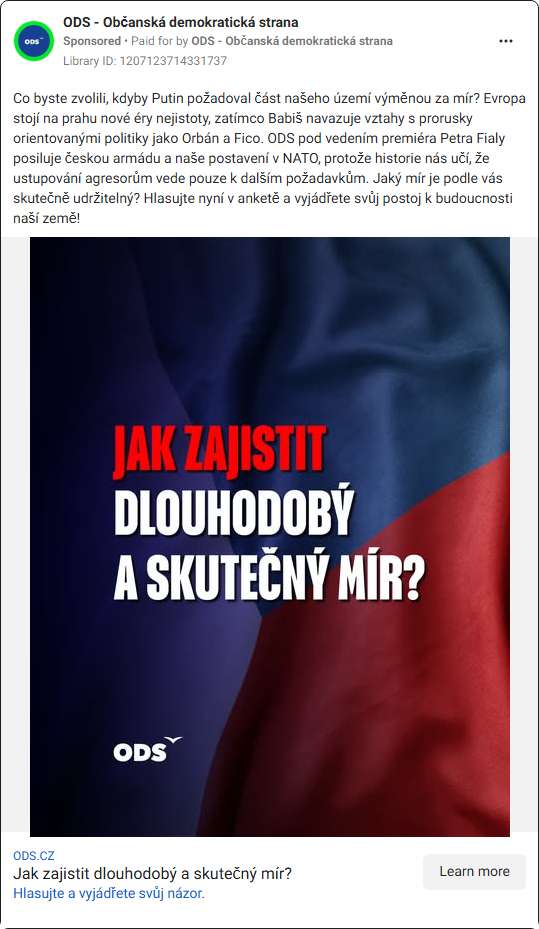 ODS - Občanská demokratická strana
Sponsored • Paid for by ODS - Občanská demokratická strana
Library ID: 1207123714331737
ODS
Co byste zvolili, kdyby Putin požadoval část našeho území výměnou za mír? Evropa
stojí na prahu nové éry nejistoty, zatímco Babiš navazuje vztahy s prorusky
orientovanými politiky jako Orbán a Fico. ODS pod vedením premiéra Petra Fialy
posiluje českou armádu a naše postavení v NATO, protože historie nás učí, že
ustupování agresorům vede pouze k dalším požadavkům. Jaký mír je podle vás
skutečně udržitelný? Hlasujte nyní v anketě a vyjádřete svůj postoj k budoucnosti
naší země!
JAK ZAJISTIT
DLOUHODOBÝ
A SKUTEČNÝ MÍR?
ODS
ODS.CZ
Jak zajistit dlouhodobý a skutečný mír?
Hlasujte a vyjádřete svůj názor.
Learn more